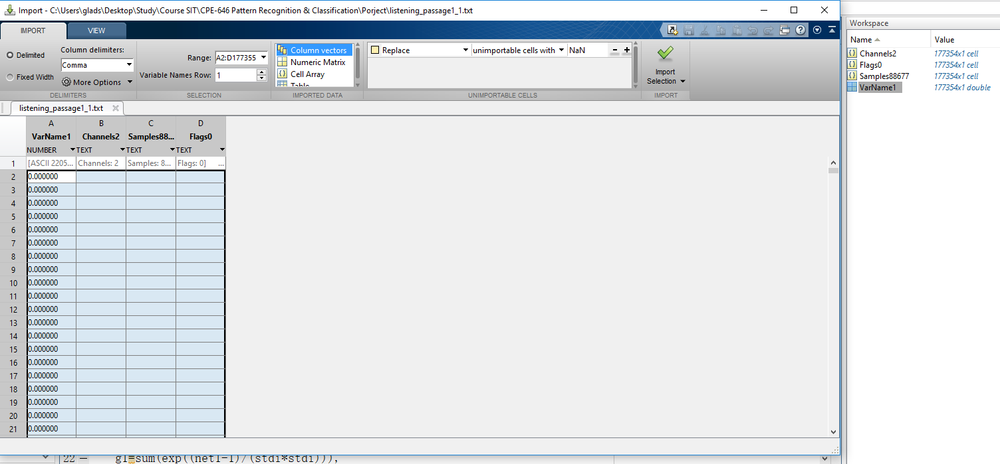 Import - C:\Users\glads\Desktop\Study\Course SIT\CPE-646 Pattern Recognition & Classification\Porject\listening_passage1_1.txt
IMPORT VIEW
Delimited
Fixed Width
Column delimiters:
Comma
More Options
DELIMITERS
Range: A2:D177355
Variable Names Row: 1
SELECTION
Column vectors
Numeric Matrix
Cell Array
Table
IMPORTED DATA
Replace unimportable cells with NaN
UNIMPORTABLE CELLS
Import
Selection
IMPORT
listening_passage1_1.txt
A B C D
VarName1 Channels2 Samples88... Flags0
NUMBER TEXT TEXT TEXT
1 [ASCII 2205... Channels: 2 Samples: 8... Flags: 0] ...
2 0.000000
3 0.000000
4 0.000000
5 0.000000
6 0.000000
7 0.000000
8 0.000000
9 0.000000
10 0.000000
11 0.000000
12 0.000000
13 0.000000
14 0.000000
15 0.000000
16 0.000000
17 0.000000
18 0.000000
19 0.000000
20 0.000000
21 0.000000
Workspace
Name Value
Channels2 177354x1 cell
Flags0 177354x1 cell
Samples88677 177354x1 cell
VarName1 177354x1 double
22 —